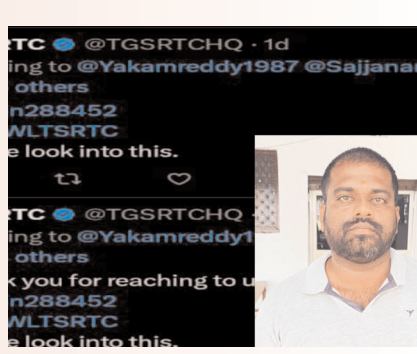 RTC @TGSRTCHQ · 1d
ing to @Yakamreddy1987 @Sajjanar
others
n288452
WLTSRTC
e look into this.
RTC @TGSRTCHQ ·
ing to @Yakamreddy1
others
k you for reaching to u
n288452
WLTSRTC
e look into this.